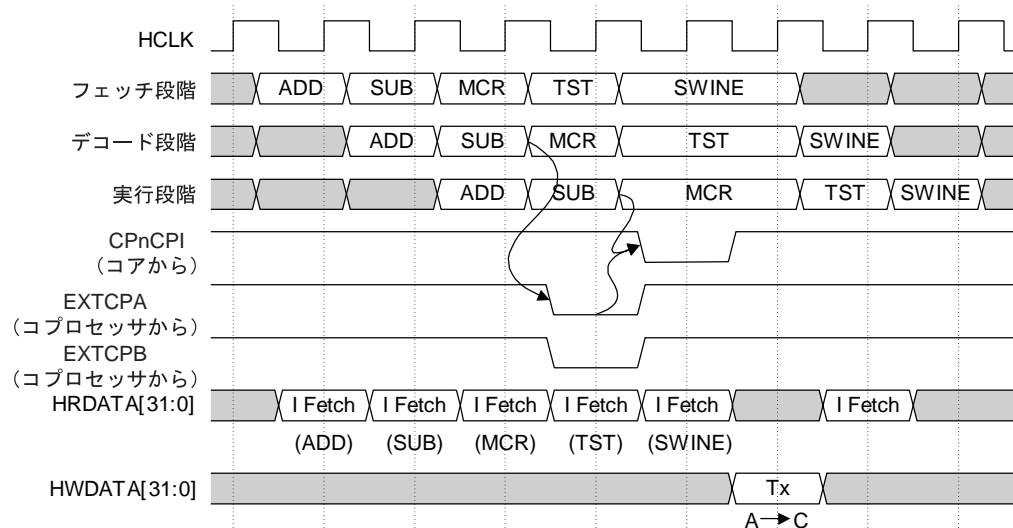 HCLK
フェッチ段階 ADD SUB MCR TST SWINE
デコード段階 ADD SUB MCR TST SWINE
実行段階 ADD SUB MCR TST SWINE
CPnCPI
（コアから）
EXTCPA
（コプロセッサから）
EXTCPB
（コプロセッサから）
HRDATA[31:0] I Fetch I Fetch I Fetch I Fetch I Fetch I Fetch
(ADD) (SUB) (MCR) (TST) (SWINE)
HWDATA[31:0] Tx
A→C